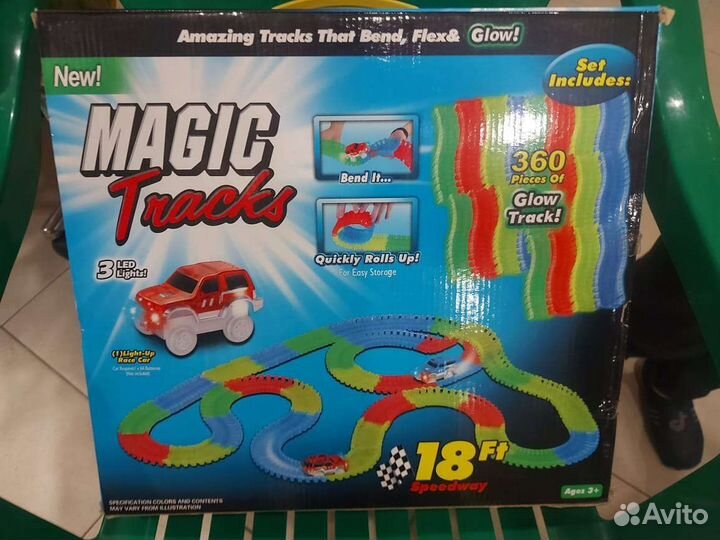 Amazing Tracks That Bend, Flex& Glow!
New!
Set
Includes:
MAGIC
Tracks
Bend It...
360
Pieces Of
Glow
Track!
Quickly Rolls Up!
For Easy Storage
3 LED
Lights!
(1)Light-Up
Race Car
18 Ft
Speedway
SPECIFICATION COLORS AND CONTENTS
MAY VARY FROM ILLUSTRATION
Ages 3+
Avito